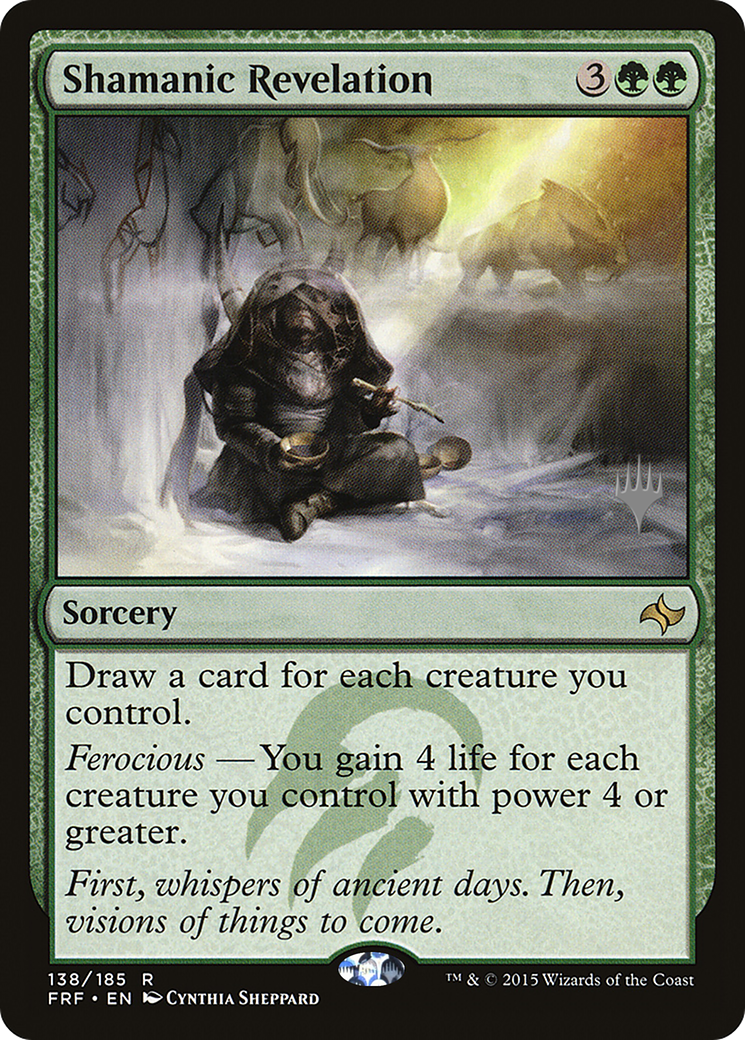 Shamanic Revelation 3
Sorcery
Draw a card for each creature you
control.
Ferocious — You gain 4 life for each
creature you control with power 4 or
greater.
First, whispers of ancient days. Then,
visions of things to come.
138/185 R
FRF • EN Cynthia Sheppard
™ & © 2015 Wizards of the Coast